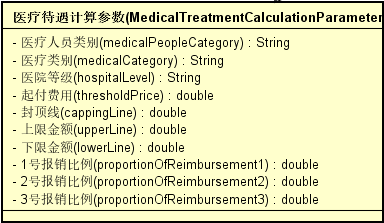 医疗待遇计算参数(MedicalTreatmentCalculationParameter
- 医疗人员类别(medicalPeopleCategory) : String
- 医疗类别(medicalCategory) : String
- 医院等级(hospitalLevel) : String
- 起付费用(thresholdPrice) : double
- 封顶线(cappingLine) : double
- 上限金额(upperLine) : double
- 下限金额(lowerLine) : double
- 1号报销比例(proportionOfReimbursement1) : double
- 2号报销比例(proportionOfReimbursement2) : double
- 3号报销比例(proportionOfReimbursement3) : double